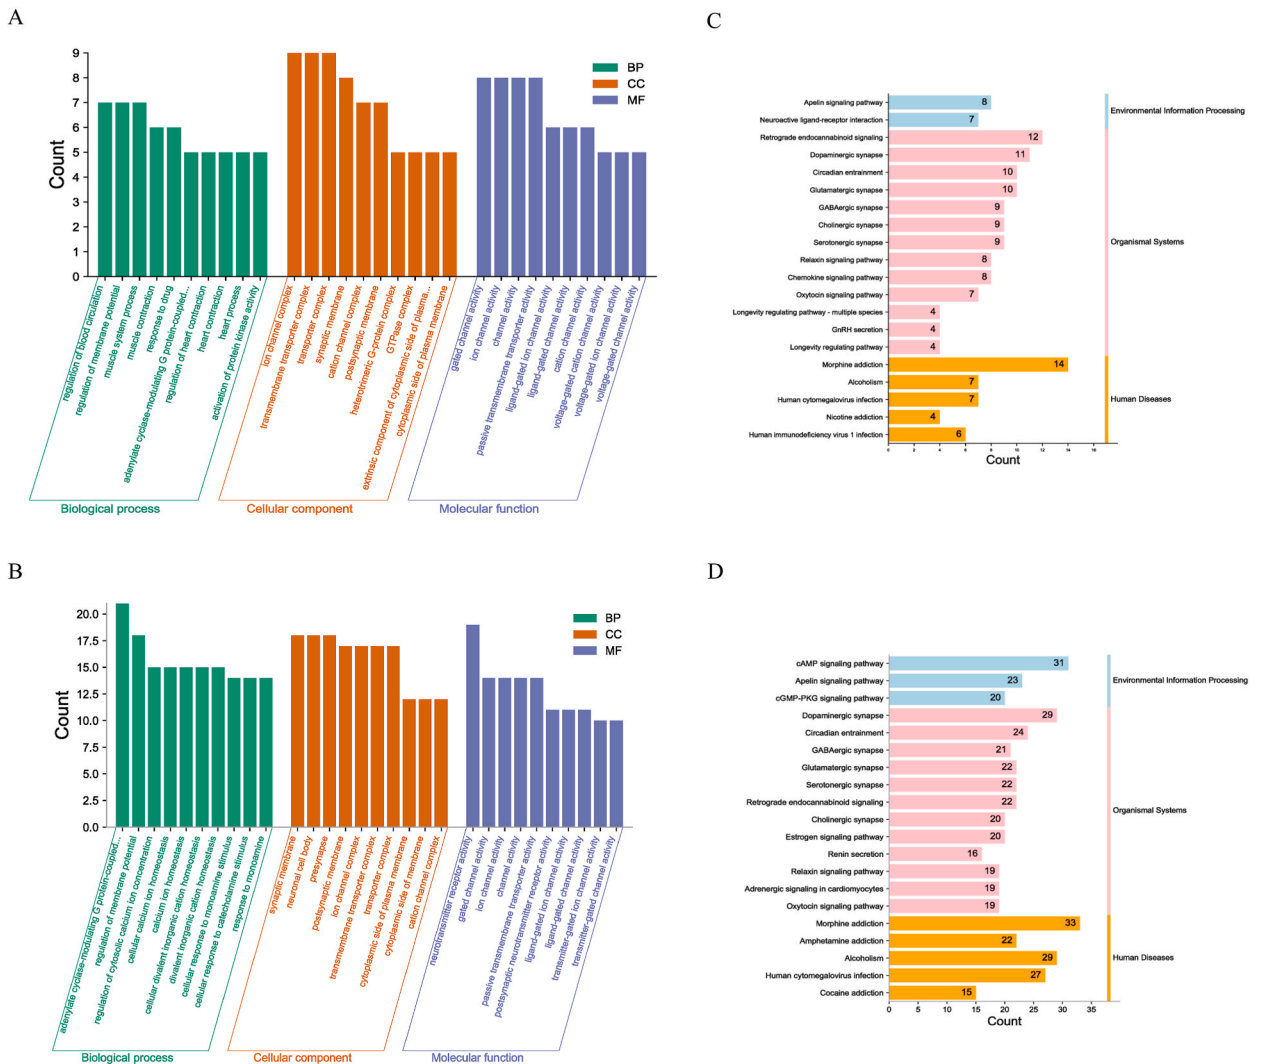 A
Count
9
8
7
6
5
4
3
2
1
0
BP
CC
MF
regulation of blood circulation
regulation of membrane potential
muscle system process
muscle contraction
response to drug
adenylate cyclase-modulating G protein-coupled...
regulation of heart contraction
heart contraction
heart process
activation of protein kinase activity
ion channel complex
transmembrane transporter complex
transporter complex
synaptic membrane
cation channel complex
postsynaptic membrane
heterotrimeric G-protein complex
GTPase complex
extrinsic component of cytoplasmic side of plasma...
cytoplasmic side of plasma membrane
gated channel activity
ion channel activity
channel activity
passive transmembrane transporter activity
ligand-gated ion channel activity
ligand-gated channel activity
cation channel activity
voltage-gated cation channel activity
voltage-gated ion channel activity
voltage-gated channel activity
Biological process
Cellular component
Molecular function
C
Apelin signaling pathway 8
Neuroactive ligand-receptor interaction 7
Retrograde endocannabinoid signaling 12
Dopaminergic synapse 11
Circadian entrainment 10
Glutamatergic synapse 10
GABAergic synapse 9
Cholinergic synapse 9
Serotonergic synapse 9
Relaxin signaling pathway 8
Chemokine signaling pathway 8
Oxytocin signaling pathway 7
Longevity regulating pathway - multiple species 4
GnRH secretion 4
Longevity regulating pathway 4
Morphine addiction 14
Alcoholism 7
Human cytomegalovirus infection 7
Nicotine addiction 4
Human immunodeficiency virus 1 infection 6
Environmental Information Processing
Organismal Systems
Human Diseases
0 2 4 6 8 10 12 14 16
Count
B
Count
20.0
17.5
15.0
12.5
10.0
7.5
5.0
2.5
0.0
BP
CC
MF
adenylate cyclase-modulating G protein-coupled...
regulation of membrane potential
regulation of cytosolic calcium ion concentration
cellular calcium ion homeostasis
calcium ion homeostasis
cellular divalent inorganic cation homeostasis
divalent inorganic cation homeostasis
cellular response to monoamine stimulus
cellular response to catecholamine stimulus
response to monoamine
synaptic membrane
neuronal cell body
presynapse
postsynaptic membrane
ion channel complex
transmembrane transporter complex
transporter complex
cytoplasmic side of plasma membrane
cytoplasmic side of membrane
cation channel complex
neurotransmitter receptor activity
gated channel activity
ion channel activity
channel activity
passive transmembrane transporter activity
postsynaptic neurotransmitter receptor activity
ligand-gated ion channel activity
ligand-gated channel activity
transmitter-gated ion channel activity
transmitter-gated channel activity
Biological process
Cellular component
Molecular function
D
cAMP signaling pathway 31
Apelin signaling pathway 23
cGMP-PKG signaling pathway 20
Dopaminergic synapse 29
Circadian entrainment 24
GABAergic synapse 21
Glutamatergic synapse 22
Serotonergic synapse 22
Retrograde endocannabinoid signaling 22
Cholinergic synapse 20
Estrogen signaling pathway 20
Renin secretion 16
Relaxin signaling pathway 19
Adrenergic signaling in cardiomyocytes 19
Oxytocin signaling pathway 19
Morphine addiction 33
Amphetamine addiction 22
Alcoholism 29
Human cytomegalovirus infection 27
Cocaine addiction 15
Environmental Information Processing
Organismal Systems
Human Diseases
0 5 10 15 20 25 30 35
Count